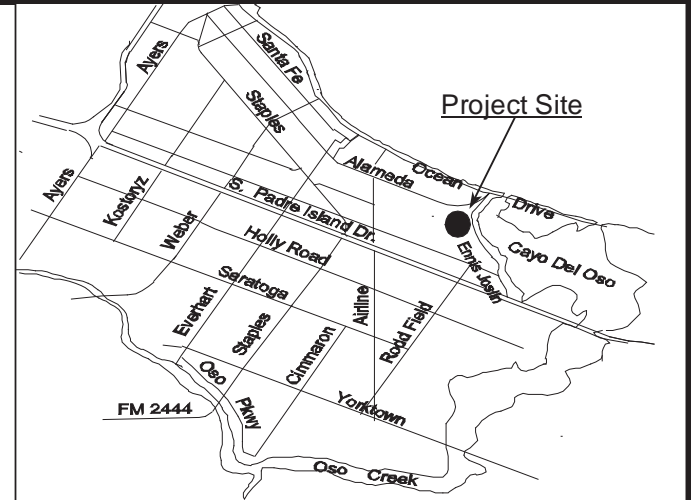 Ayers
Santa Fe
Staples
Project Site
Alameda
Ocean
Drive
Ayers
Kostoryz
Weber
S. Padre Island Dr.
Holly Road
Saratoga
Ennis Joslin
Cayo Del Oso
Everhart
Staples
Cimmaron
Airline
Rodd Field
Oso
Pkwy
Yorktown
FM 2444
Oso Creek